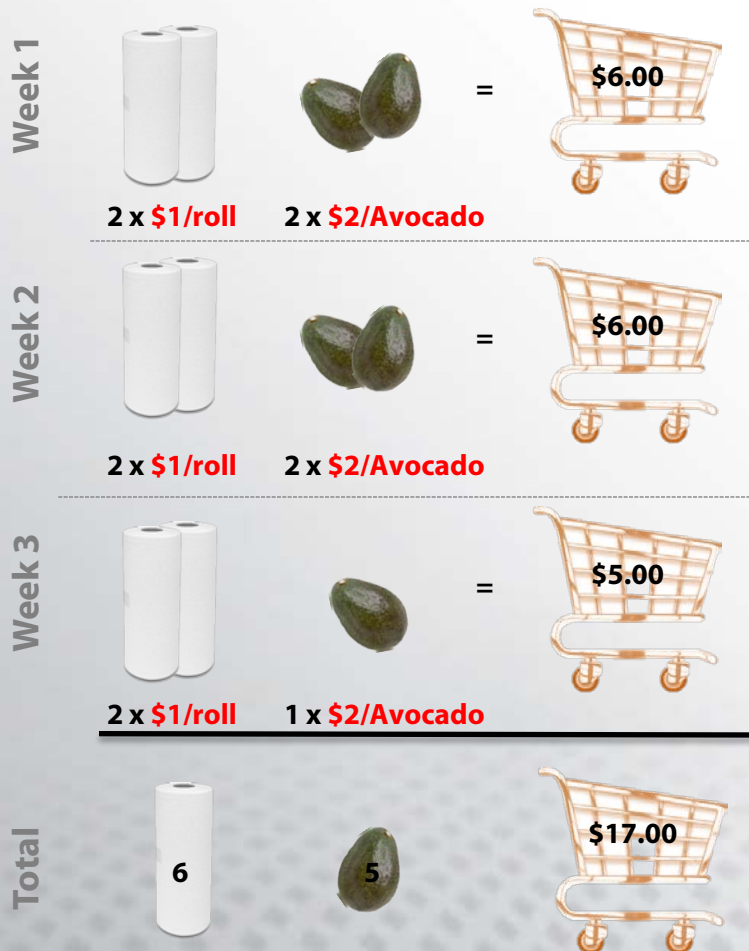 Week 1
=
$6.00
2 x $1/roll
2 x $2/Avocado
Week 2
=
$6.00
2 x $1/roll
2 x $2/Avocado
Week 3
=
$5.00
2 x $1/roll
1 x $2/Avocado
Total
6
5
$17.00